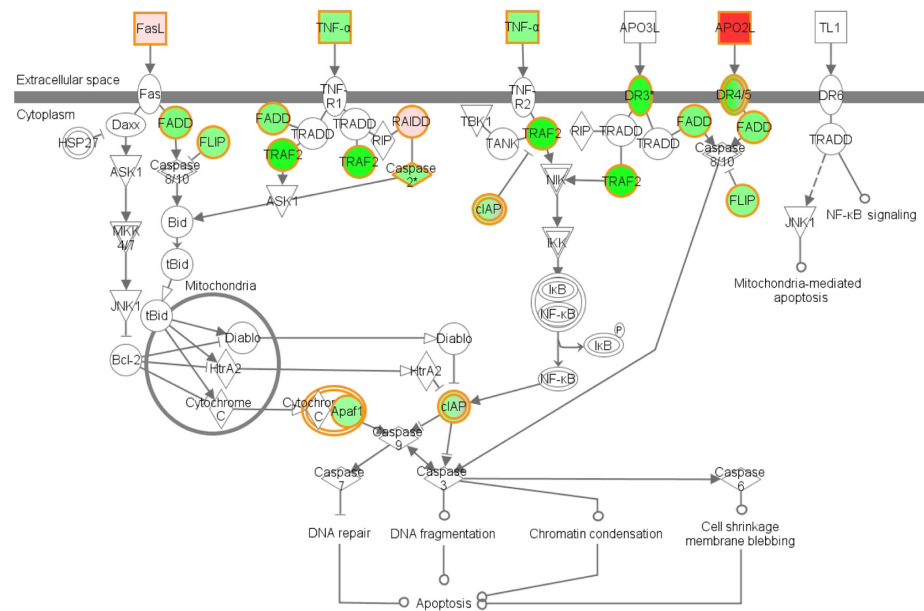 FasL
TNF-α
TNF-α
APO3L
APO2L
TL1
Extracellular space
Cytoplasm
Fas
TNF
R1
TNF
R2
DR3*
DR4/5
DR6
Daxx
HSP27
FADD
FLIP
FADD
TRADD
TRADD
RIP
RAIDD
TBK1
TANK
TRAF2
RIP
TRADD
TRADD
FADD
FADD
TRADD
ASK1
Caspase
8/10
TRAF2
TRAF2
Caspase
2*
ASK1
cIAP
NIK
TRAF2
Caspase
8/10
FLIP
NF-κB signaling
MKK
4/7
Bid
IKK
JNK1
tBid
Mitochondria
Mitochondria-mediated
apoptosis
JNK1
tBid
IκB
NF-κB
P
IκB
Bcl-2
Diablo
Diablo
HtrA2
HtrA2
NF-κB
Cytochrome
C
Cytochrom
C
Apaf1
cIAP
Caspase
9
Caspase
7
Caspase
3
Caspase
6
DNA repair
DNA fragmentation
Chromatin condensation
Cell shrinkage
membrane blebbing
Apoptosis